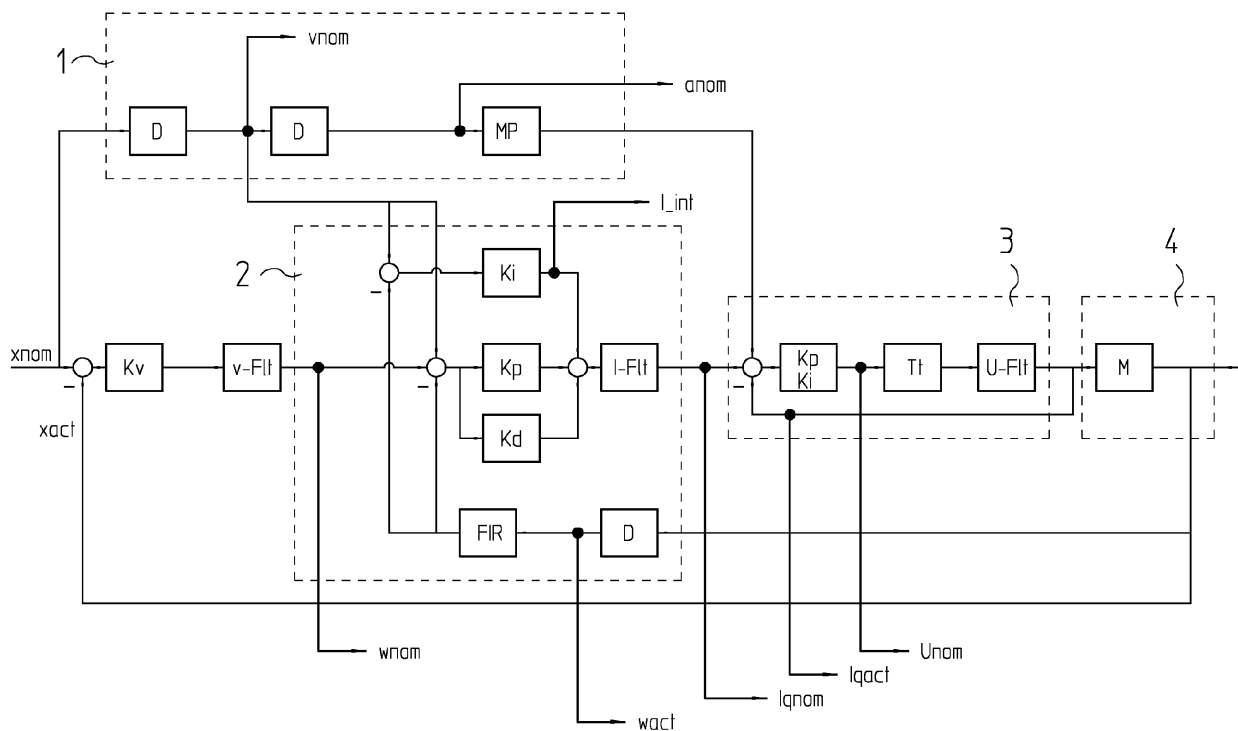 vnom
1
anom
D
D
MP
I_int
2
Ki
3
4
xnom
Kv
v-Flt
Kp
I-Flt
Kp
Ki
Tt
U-Flt
M
xact
Kd
FIR
D
wnom
Unom
Iqact
Iqnom
wact